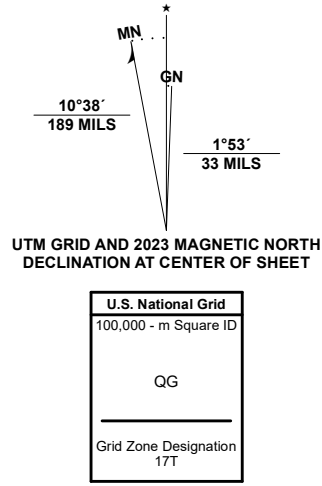 ★
MN
GN
10°38´
189 MILS
1°53´
33 MILS
UTM GRID AND 2023 MAGNETIC NORTH
DECLINATION AT CENTER OF SHEET
U.S. National Grid
100,000 - m Square ID
QG
Grid Zone Designation
17T